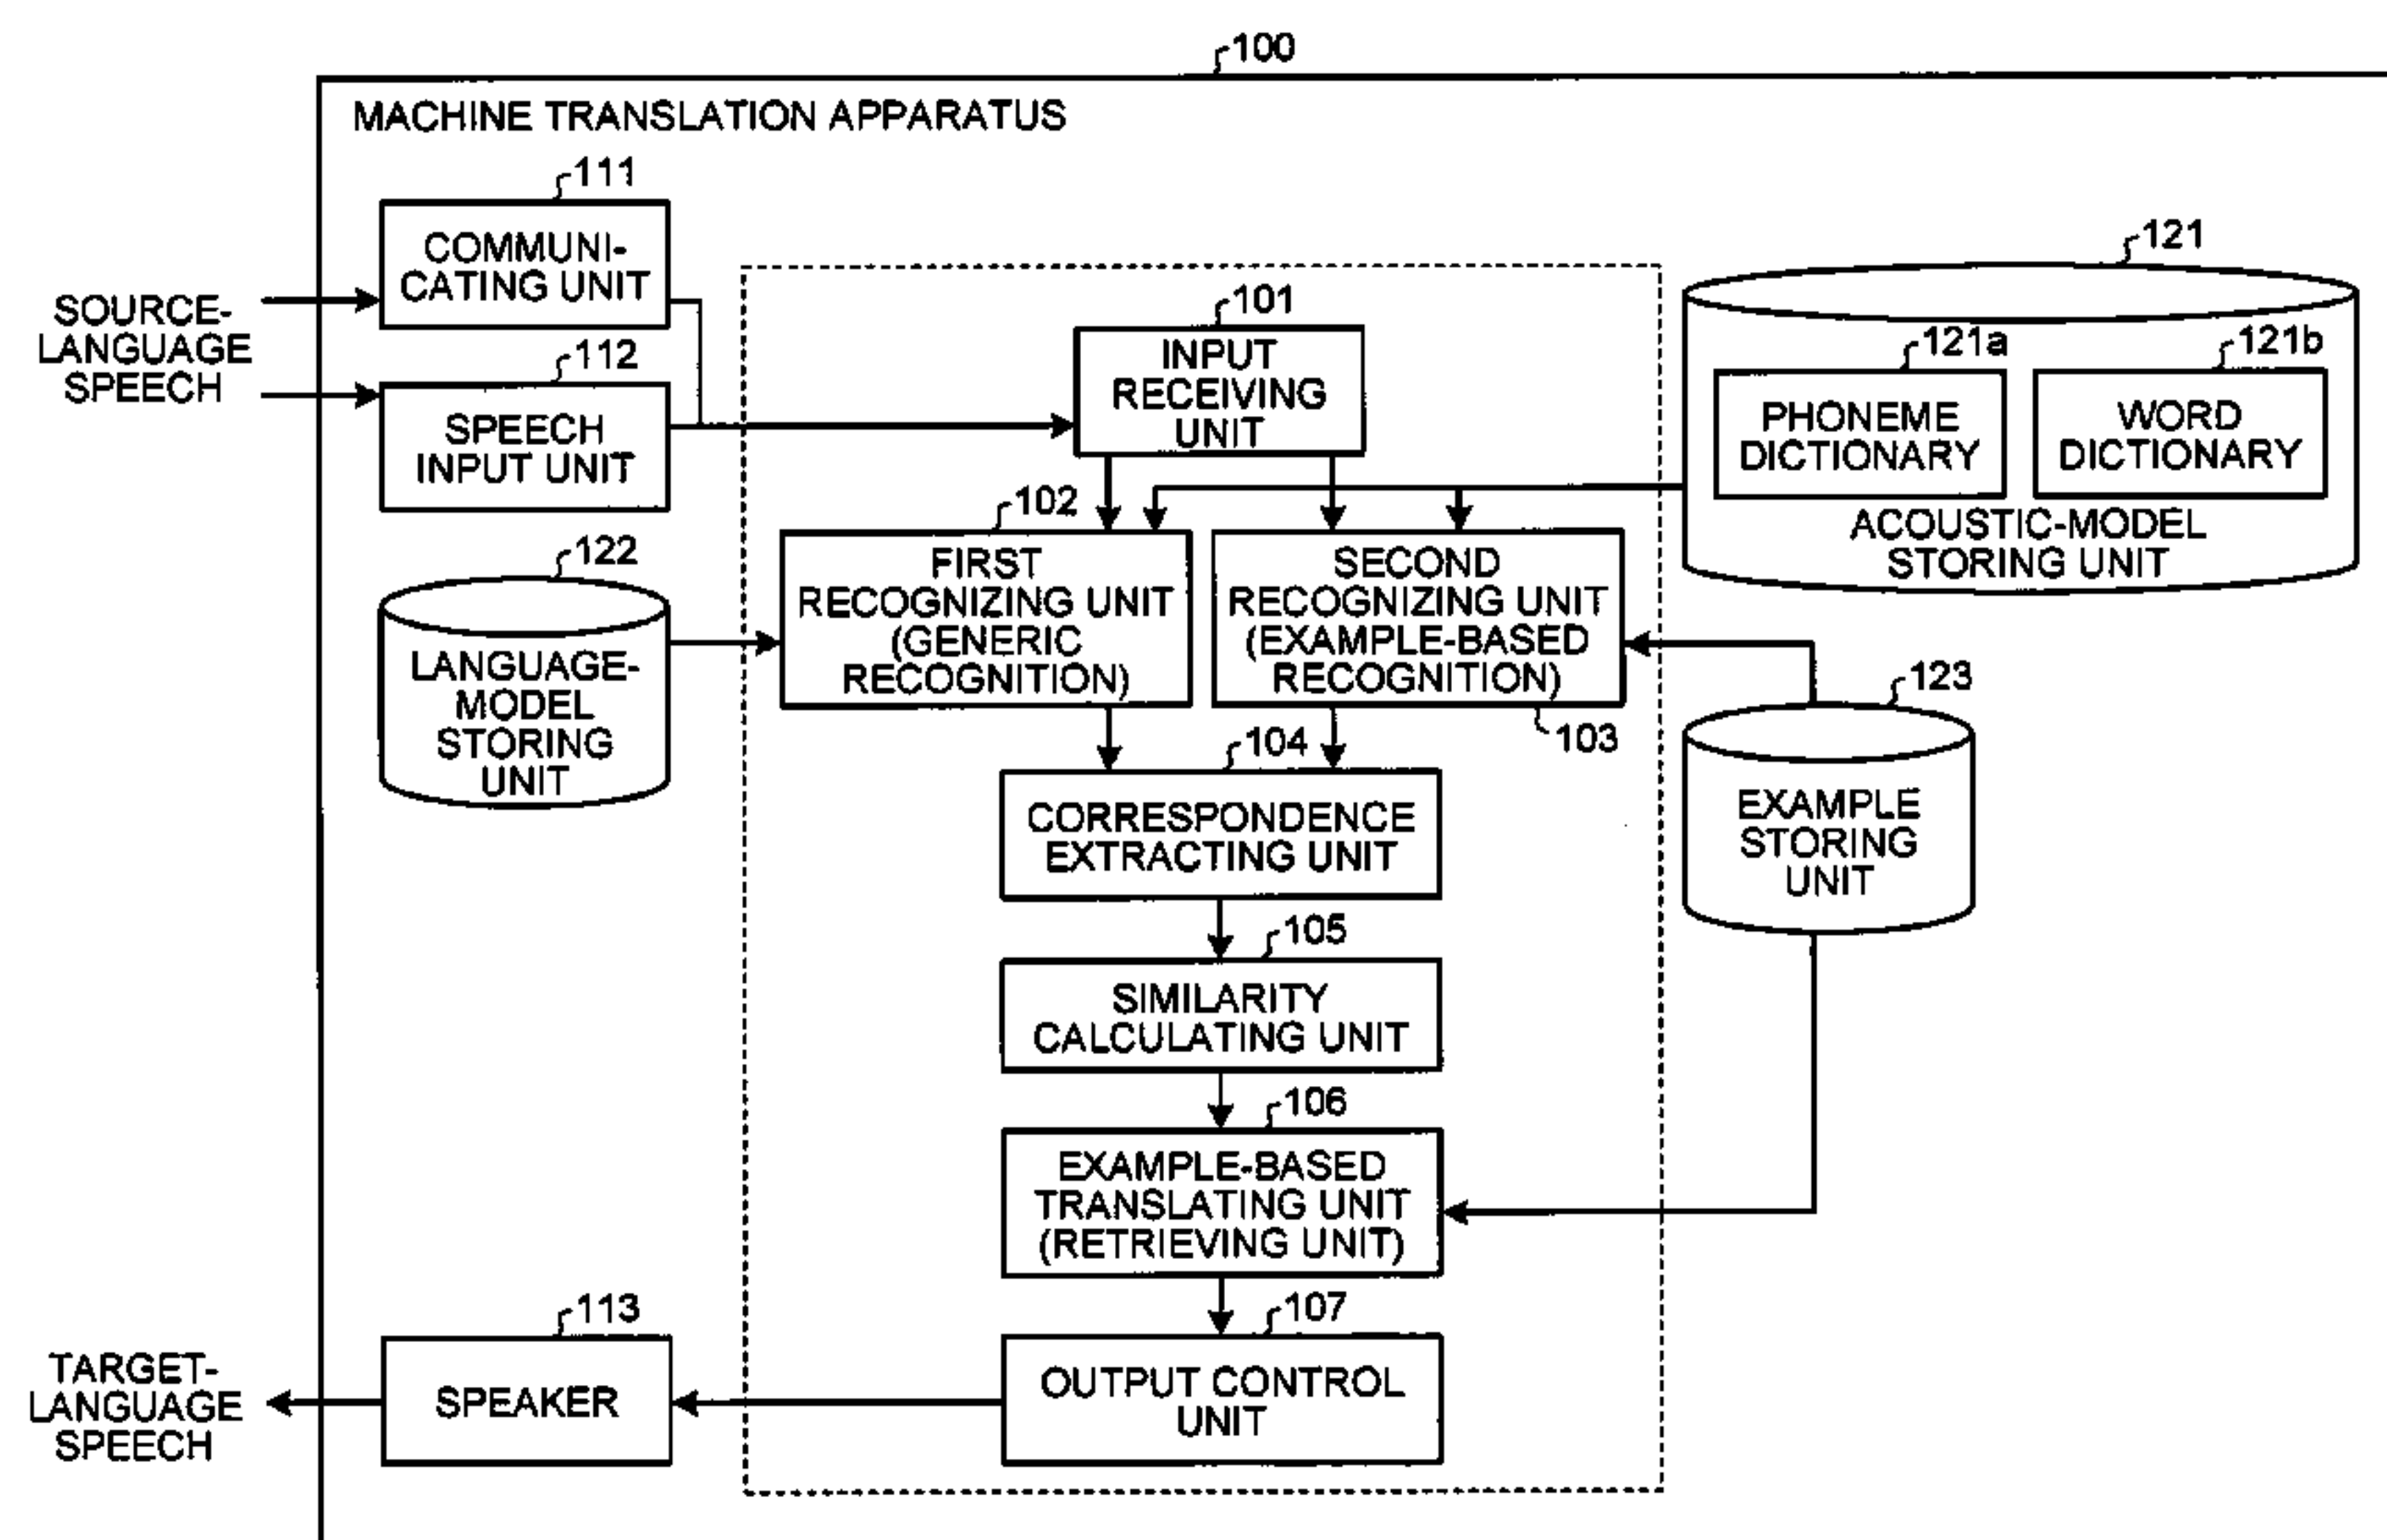 100
MACHINE TRANSLATION APPARATUS
111
COMMUNI-
CATING UNIT
SOURCE-
LANGUAGE
SPEECH
112
SPEECH
INPUT UNIT
101
INPUT
RECEIVING
UNIT
121
121a
PHONEME
DICTIONARY
121b
WORD
DICTIONARY
ACOUSTIC-MODEL
STORING UNIT
102
FIRST
RECOGNIZING UNIT
(GENERIC
RECOGNITION)
SECOND
RECOGNIZING UNIT
(EXAMPLE-BASED
RECOGNITION)
103
122
LANGUAGE-
MODEL
STORING
UNIT
123
EXAMPLE
STORING
UNIT
104
CORRESPONDENCE
EXTRACTING UNIT
105
SIMILARITY
CALCULATING UNIT
106
EXAMPLE-BASED
TRANSLATING UNIT
(RETRIEVING UNIT)
107
OUTPUT CONTROL
UNIT
113
SPEAKER
TARGET-
LANGUAGE
SPEECH